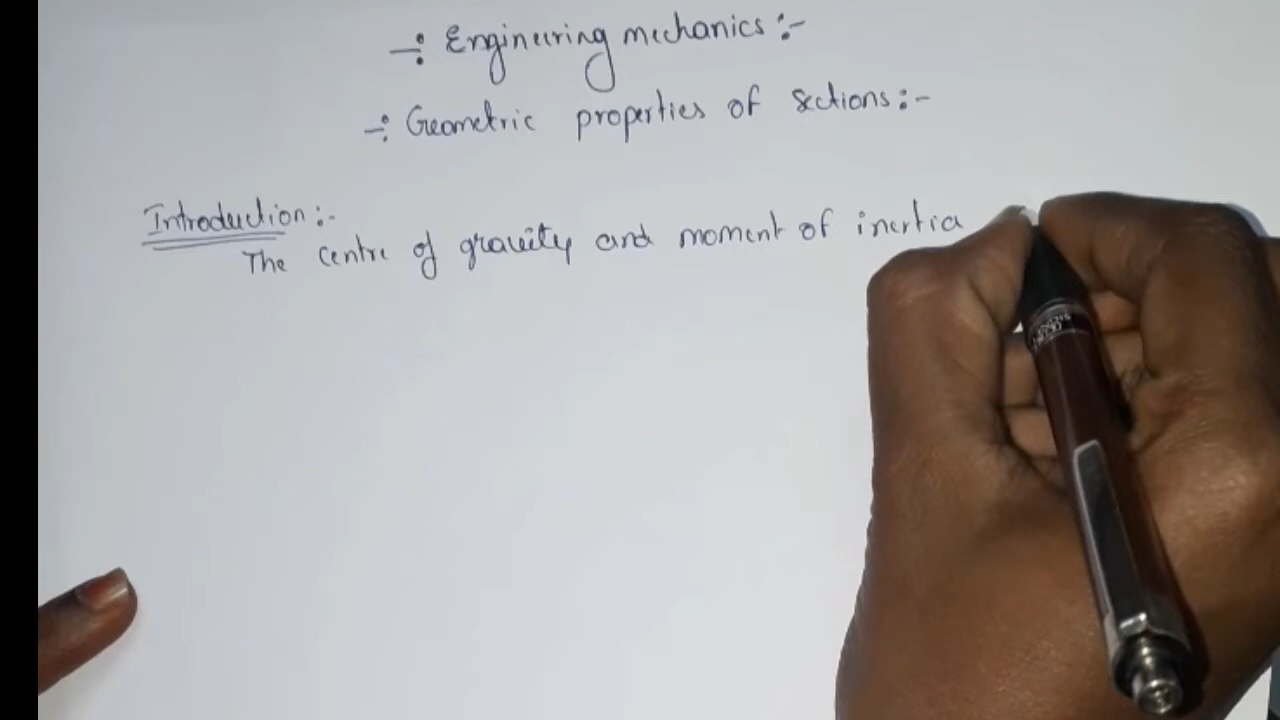 -: Engineering mechanics :-
-: Geometric properties of sections :-
Introduction :-
The centre of gravity and moment of inertia